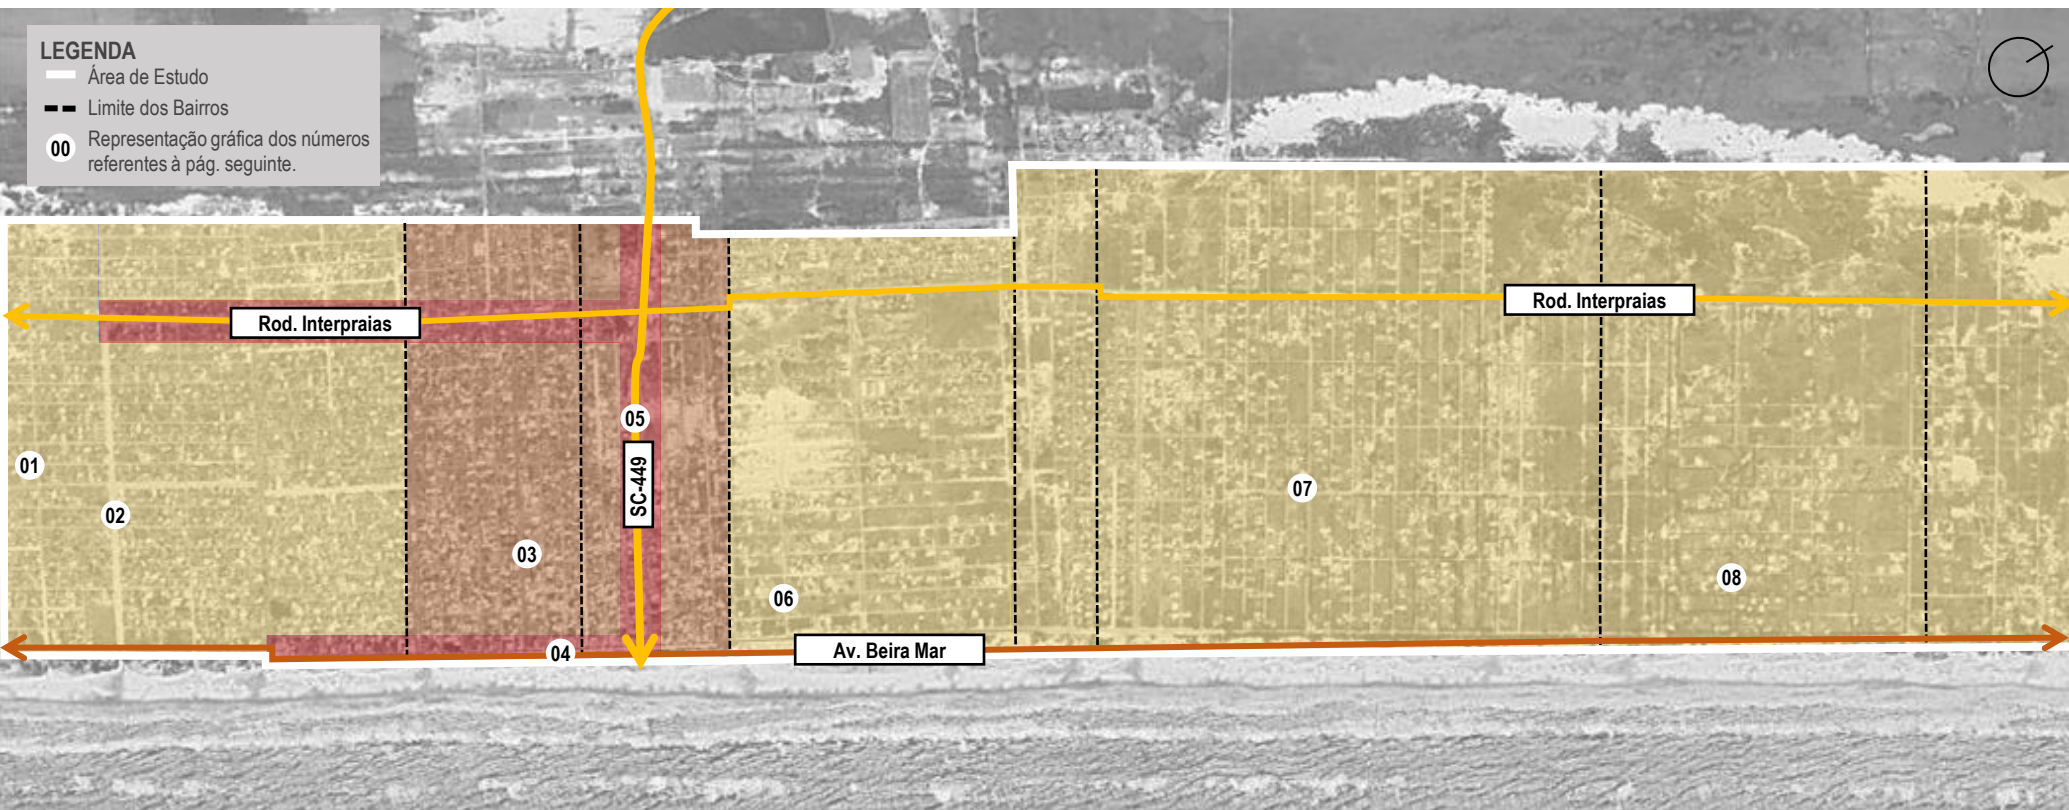 LEGENDA
Área de Estudo
Limite dos Bairros
00
Representação gráfica dos números
referentes à pág. seguinte.
Rod. Interpraias
Rod. Interpraias
05
SC-449
01
02
03
07
08
06
04
Av. Beira Mar